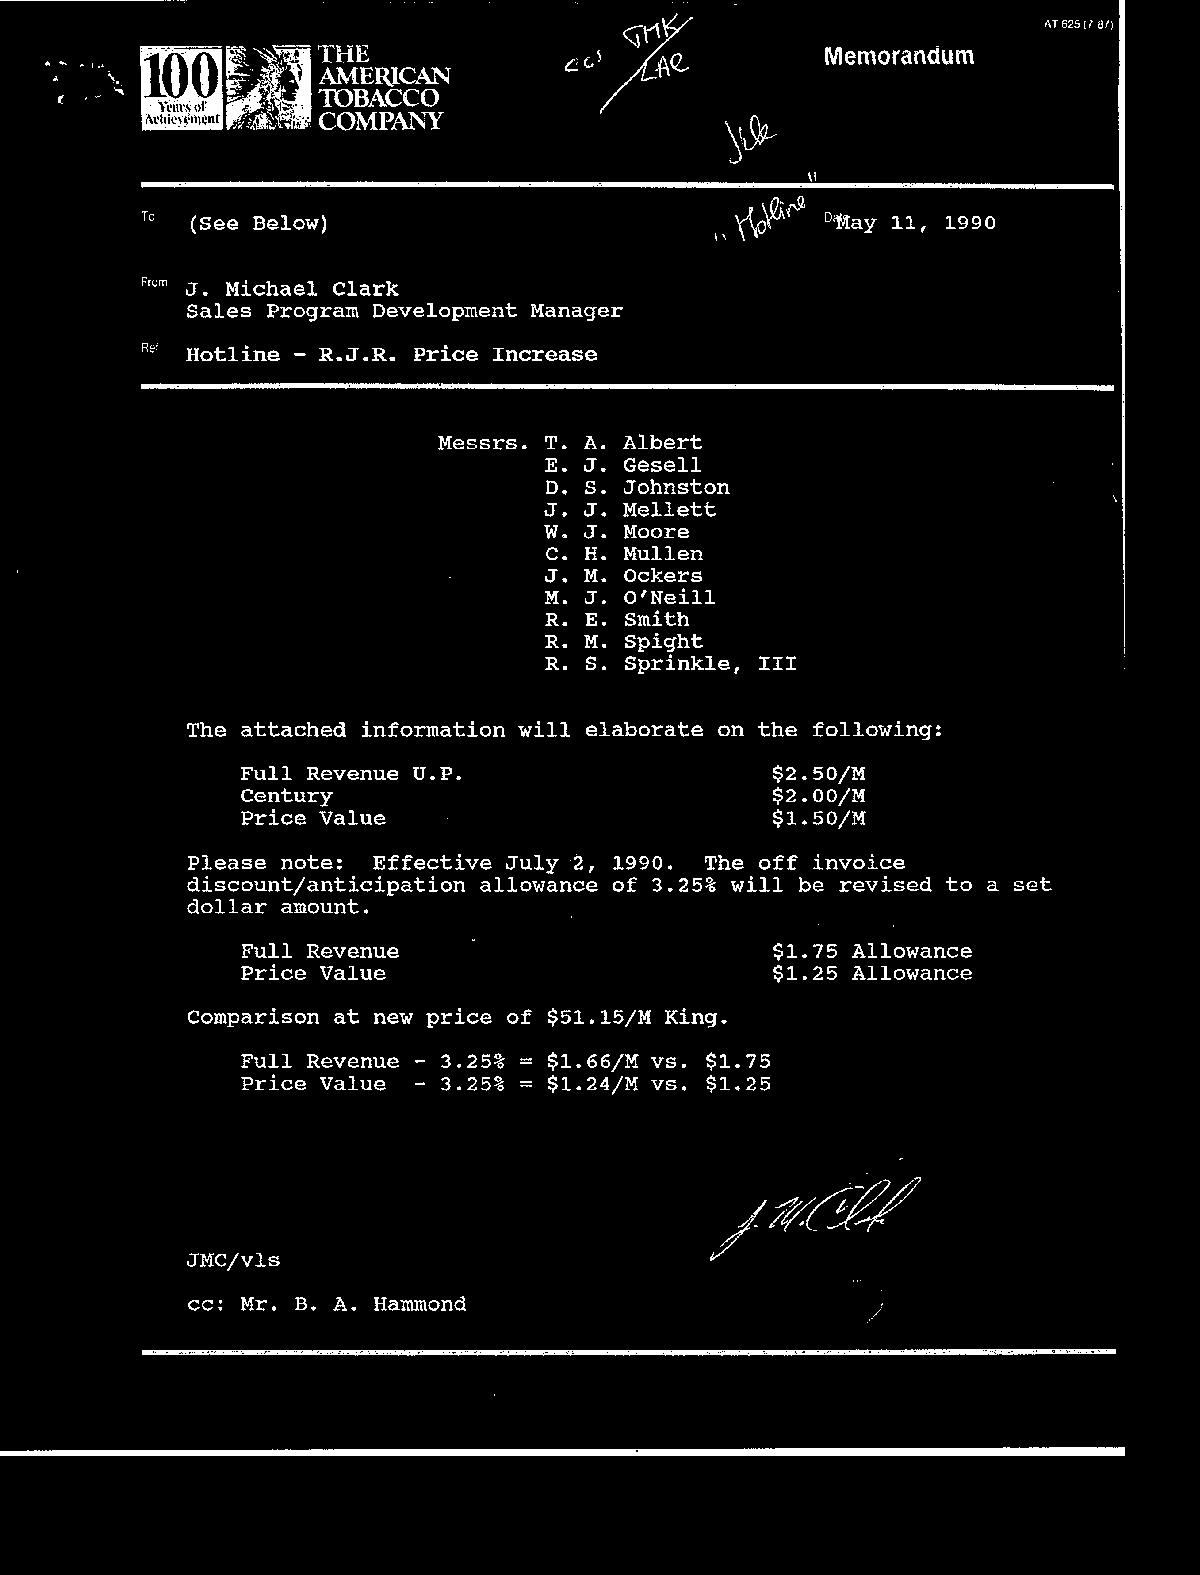 AT 625 (7 87)
ccs JMK
LAR
Memorandum
100
Years of
Achievement
THE
AMERICAN
TOBACCO
COMPANY
To (See Below)
"Hotline"
May 11, 1990
From J. Michael Clark
Sales Program Development Manager
Ref Hotline - R.J.R. Price Increase
Messrs. T. A. Albert
E. J. Gesell
D. S. Johnston
J. J. Mellett
W. J. Moore
C. H. Mullen
J. M. Ockers
M. J. O'Neill
R. E. Smith
R. M. Spight
R. S. Sprinkle, III
The attached information will elaborate on the following:
Full Revenue U.P. $2.50/M
Century $2.00/M
Price Value $1.50/M
Please note: Effective July 2, 1990. The off invoice
discount/anticipation allowance of 3.25% will be revised to a set
dollar amount.
Full Revenue $1.75 Allowance
Price Value $1.25 Allowance
Comparison at new price of $51.15/M King.
Full Revenue - 3.25% = $1.66/M vs. $1.75
Price Value - 3.25% = $1.24/M vs. $1.25
J. M. Clark
JMC/vls
cc: Mr. B. A. Hammond